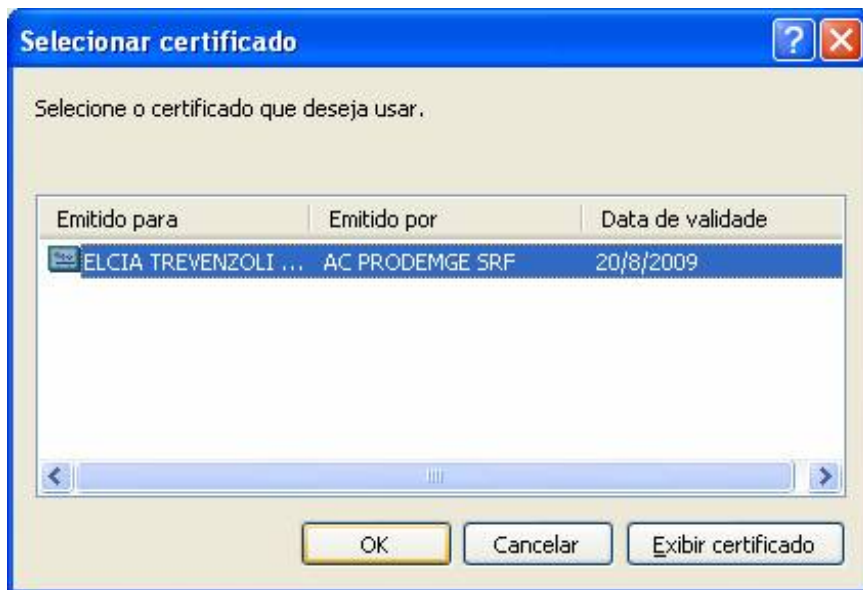 Selecionar certificado
Selecione o certificado que deseja usar.
Emitido para Emitido por Data de validade
ELCIA TREVENZOLI ... AC PRODEMGE SRF 20/8/2009
OK Cancelar Exibir certificado